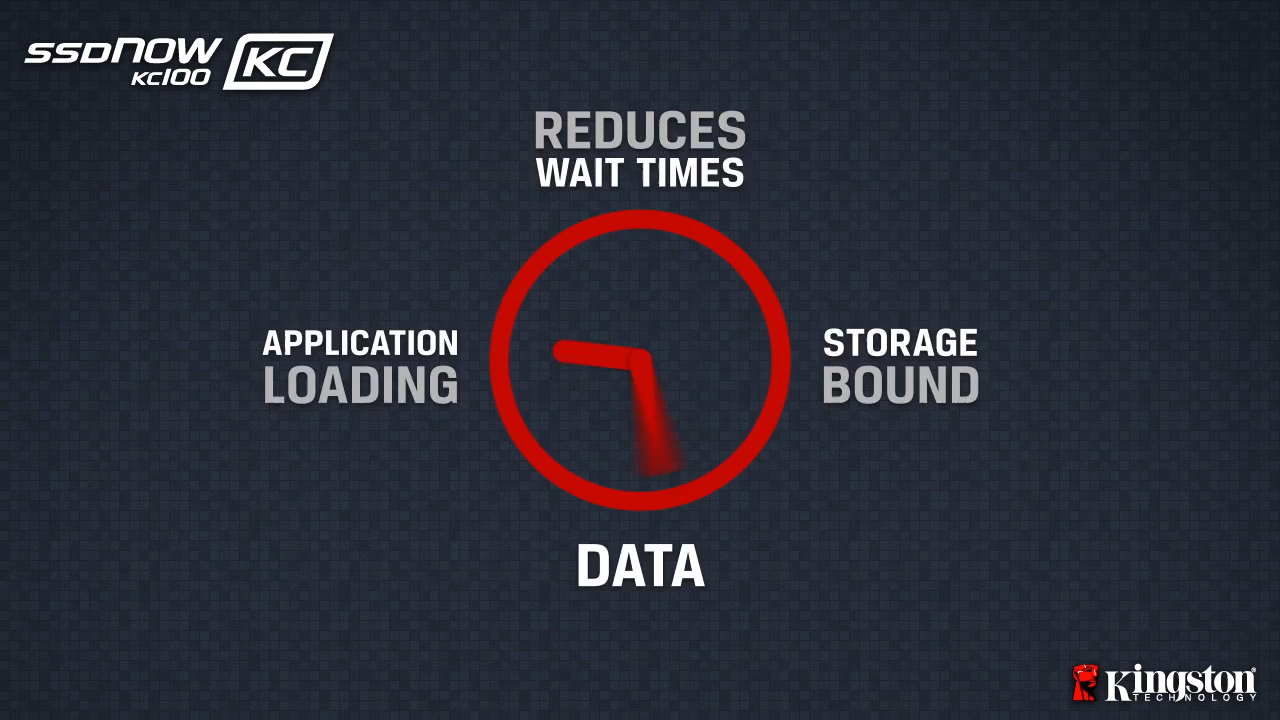 SSDNOW KC
KC100
REDUCES
WAIT TIMES
APPLICATION
LOADING
STORAGE
BOUND
DATA
Kingston®
TECHNOLOGY